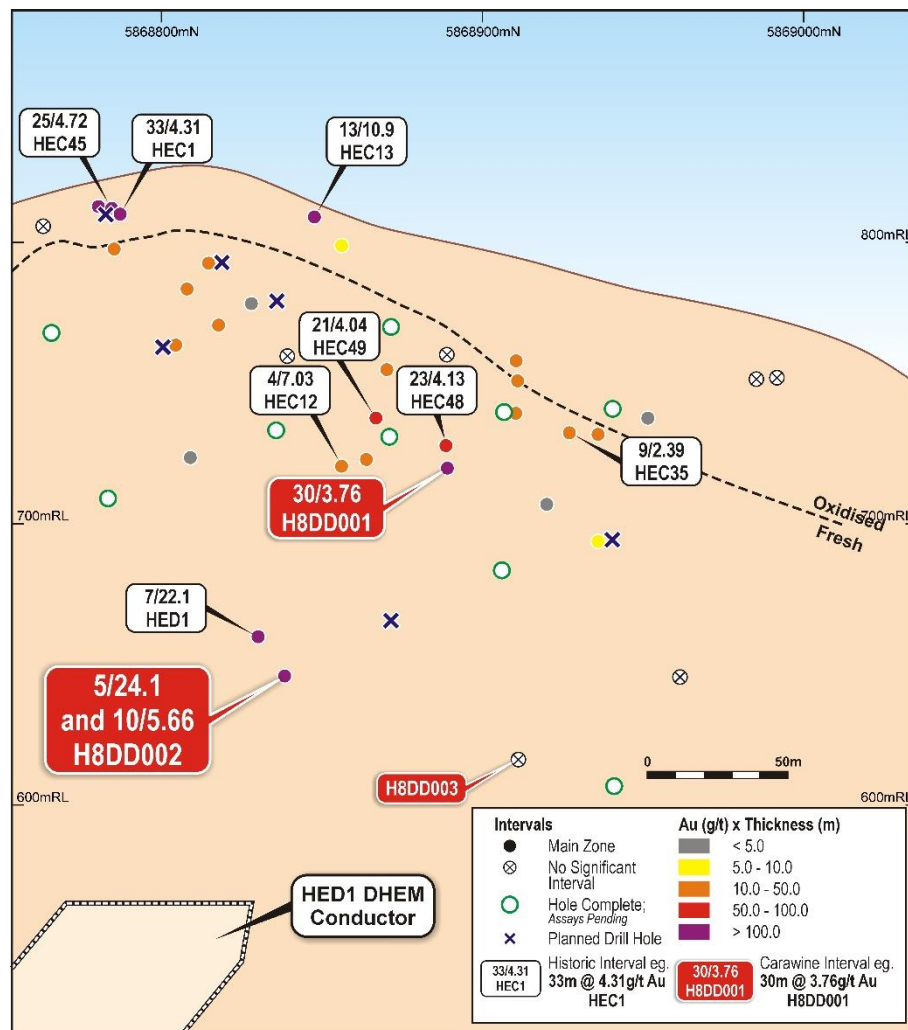 5868800mN
5868900mN
5869000mN
25/4.72
HEC45
33/4.31
HEC1
13/10.9
HEC13
800mRL
800mRL
21/4.04
HEC49
4/7.03
HEC12
23/4.13
HEC48
9/2.39
HEC35
30/3.76
H8DD001
700mRL
700mRL
Oxidised
Fresh
7/22.1
HED1
5/24.1
and 10/5.66
H8DD002
H8DD003
0
50m
600mRL
600mRL
HED1 DHEM
Conductor
Intervals
Main Zone
No Significant
Interval
Hole Complete;
Assays Pending
Planned Drill Hole
Au (g/t) x Thickness (m)
< 5.0
5.0 - 10.0
10.0 - 50.0
50.0 - 100.0
> 100.0
33/4.31
HEC1
Historic Interval eg.
33m @ 4.31g/t Au
HEC1
30/3.76
H8DD001
Carawine Interval eg.
30m @ 3.76g/t Au
H8DD001